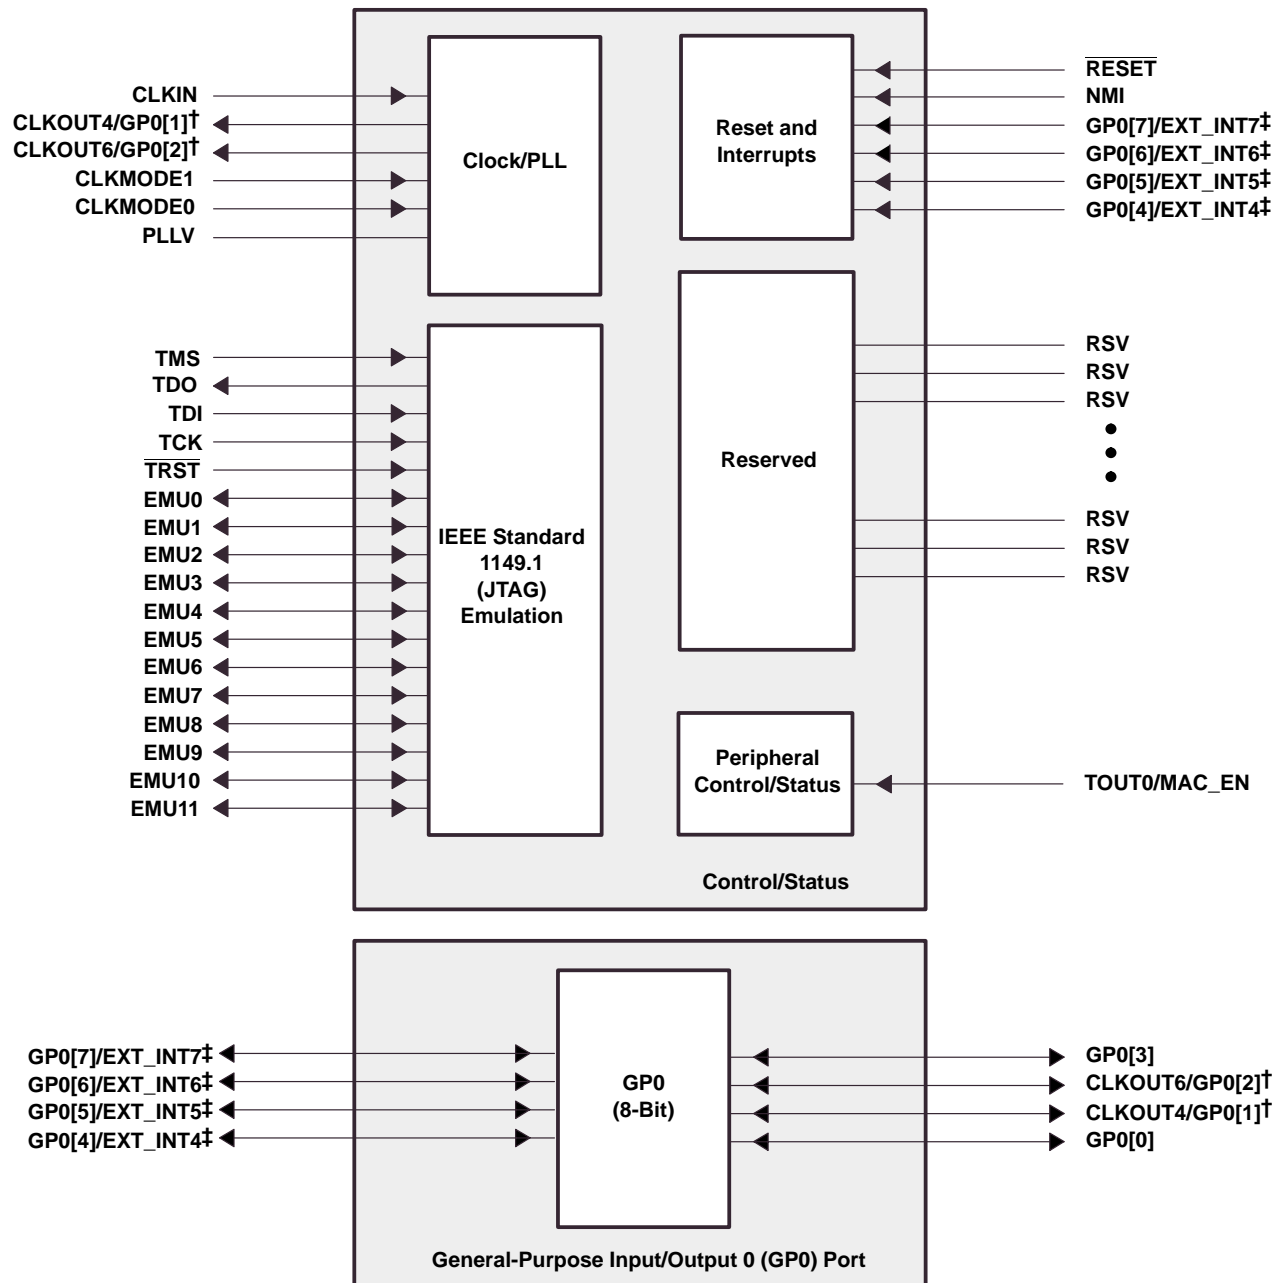 CLKIN
CLKOUT4/GP0[1]†
CLKOUT6/GP0[2]†
CLKMODE1
CLKMODE0
PLLV
Clock/PLL
Reset and
Interrupts
RESET
NMI
GP0[7]/EXT_INT7‡
GP0[6]/EXT_INT6‡
GP0[5]/EXT_INT5‡
GP0[4]/EXT_INT4‡
TMS
TDO
TDI
TCK
TRST
EMU0
EMU1
EMU2
EMU3
EMU4
EMU5
EMU6
EMU7
EMU8
EMU9
EMU10
EMU11
IEEE Standard
1149.1
(JTAG)
Emulation
Reserved
RSV
RSV
RSV
RSV
RSV
RSV
Peripheral
Control/Status
TOUT0/MAC_EN
Control/Status
GP0[7]/EXT_INT7‡
GP0[6]/EXT_INT6‡
GP0[5]/EXT_INT5‡
GP0[4]/EXT_INT4‡
GP0
(8-Bit)
GP0[3]
CLKOUT6/GP0[2]†
CLKOUT4/GP0[1]†
GP0[0]
General-Purpose Input/Output 0 (GP0) Port